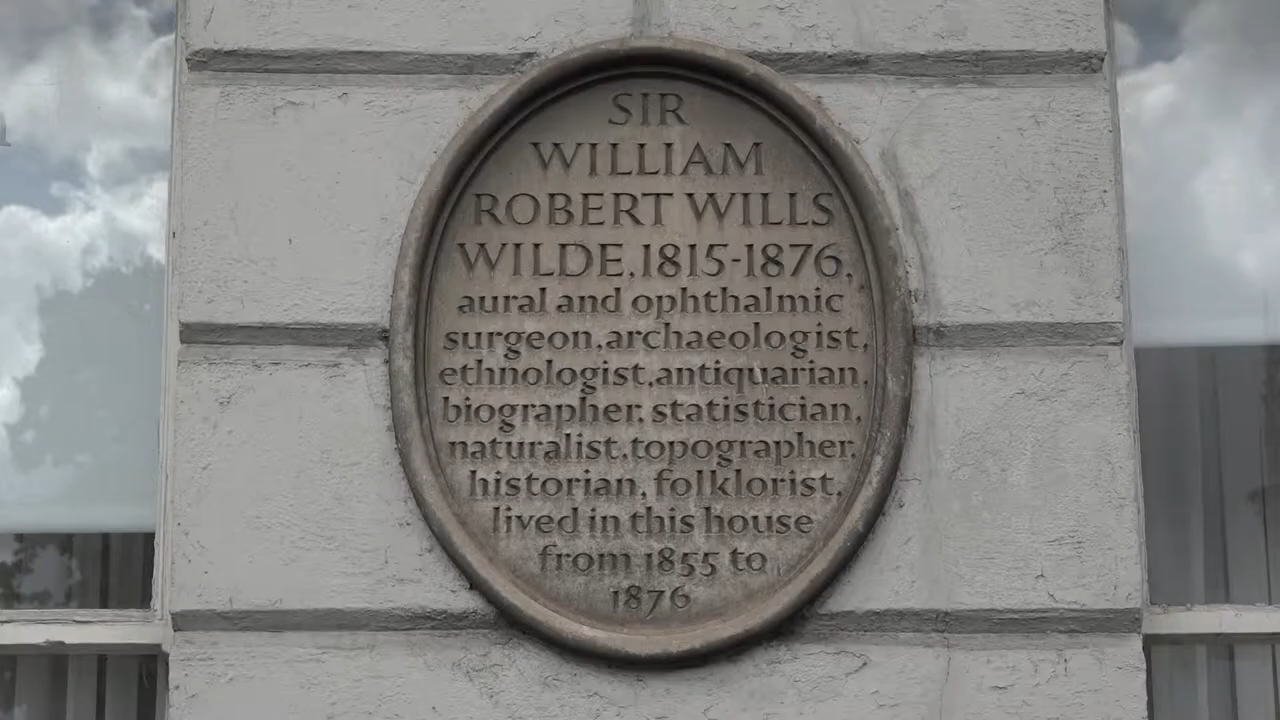 SIR
WILLIAM
ROBERT WILLS
WILDE, 1815-1876,
aural and ophthalmic
surgeon, archaeologist,
ethnologist, antiquarian,
biographer, statistician,
naturalist, topographer,
historian, folklorist,
lived in this house
from 1855 to
1876